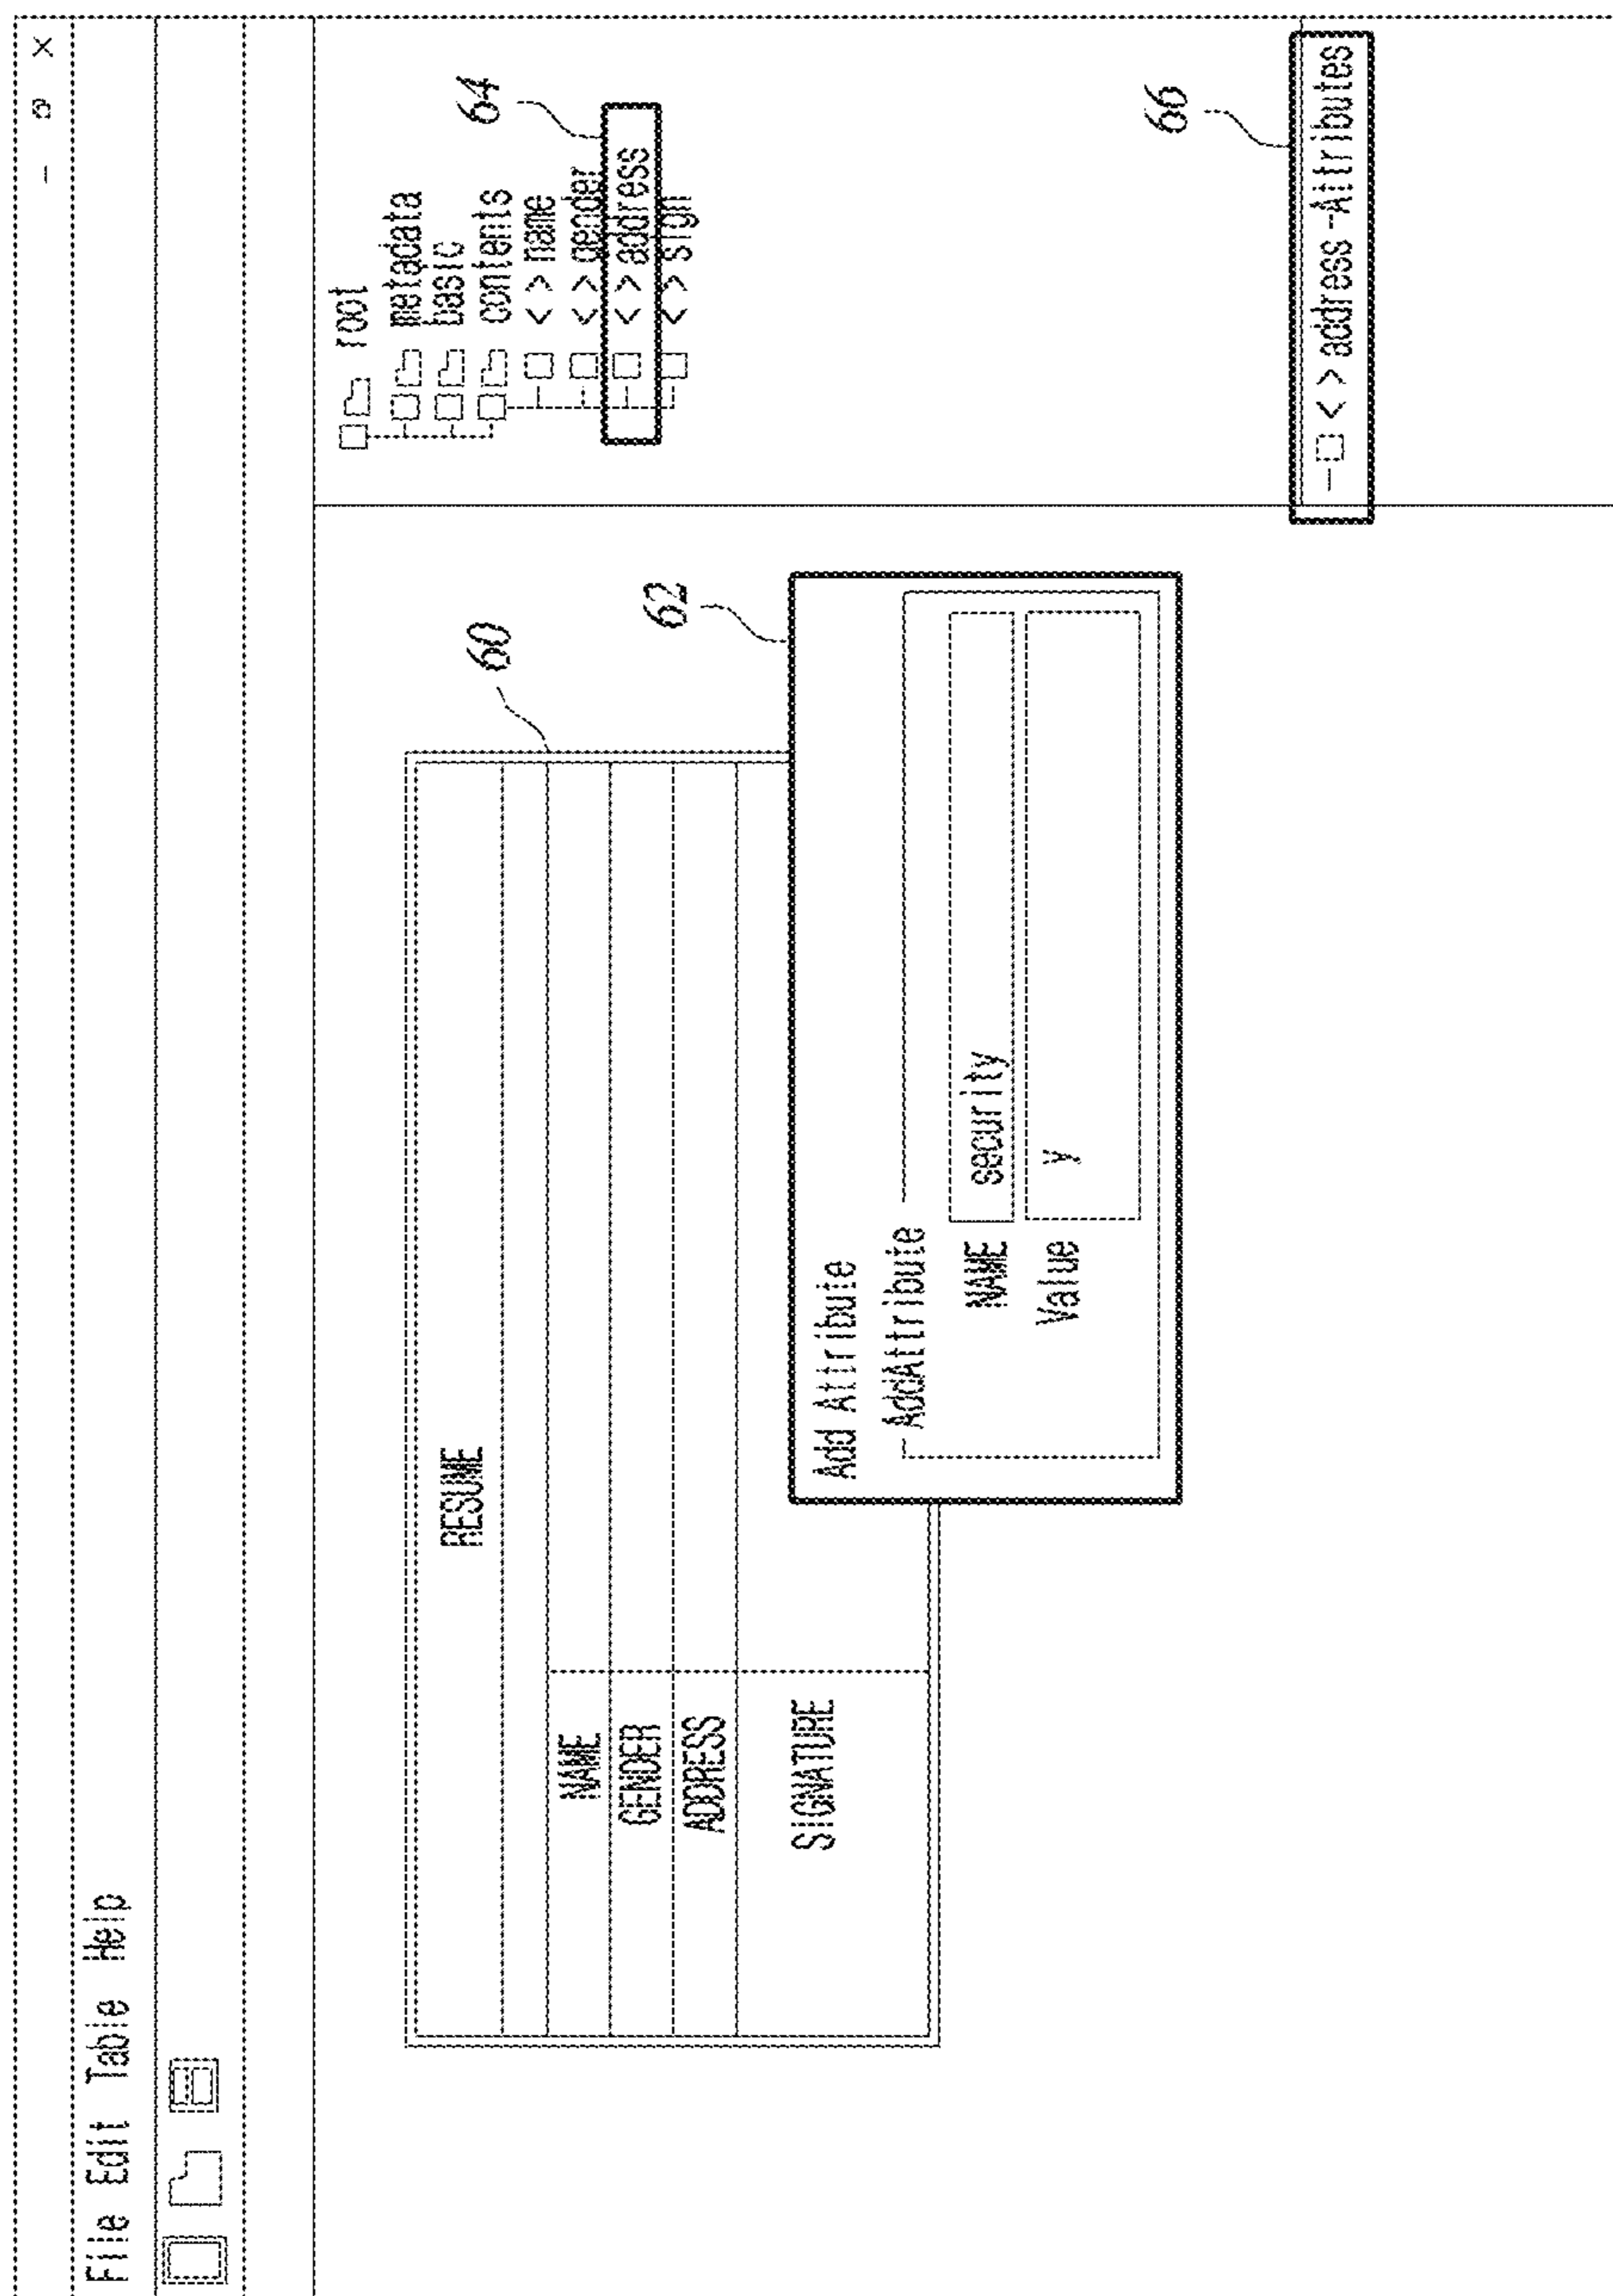 File Edit Table Help
RESUME
NAME
GENDER
ADDRESS
SIGNATURE
60
62
Add Attribute
AddAttribute
NAME security
Value y
root
metadata
basic
contents
< > name
< > gender
< > address
< > sign
64
66
< > address-Attributes